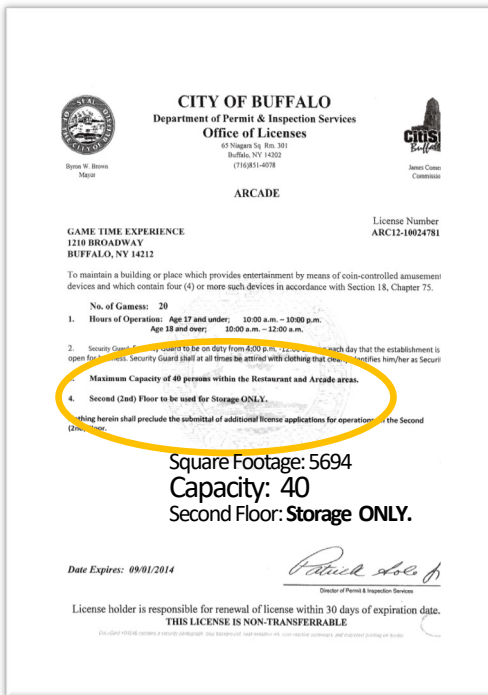 CITY OF BUFFALO
Department of Permit & Inspection Services
Office of Licenses
65 Niagara Sq Rm. 301
Buffalo, NY 14202
(716)851-4078
Byron W. Brown
Mayor
CitiS
Buffalo
James Come
Commissio
ARCADE
License Number
ARC12-10024781
GAME TIME EXPERIENCE
1210 BROADWAY
BUFFALO, NY 14212
To maintain a building or place which provides entertainment by means of coin-controlled amusement
devices and which contain four (4) or more such devices in accordance with Section 18, Chapter 75.
No. of Gamess: 20
1. Hours of Operation: Age 17 and under; 10:00 a.m. – 10:00 p.m.
Age 18 and over; 10:00 a.m. – 12:00 a.m.
2. Security Guard to be on duty from 4:00 p.m. each day that the establishment is
open for Security Guard shall at all times be attired with clothing that identifies him/her as Securit
Maximum Capacity of 40 persons within the Restaurant and Arcade areas.
4. Second (2nd) Floor to be used for Storage ONLY.
herein shall preclude the submittal of additional license applications for the Second
(2nd)
Square Footage: 5694
Capacity: 40
Second Floor: Storage ONLY.
Date Expires: 09/01/2014
Director of Permit & Inspection Services
License holder is responsible for renewal of license within 30 days of expiration date.
THIS LICENSE IS NON-TRANSFERRABLE